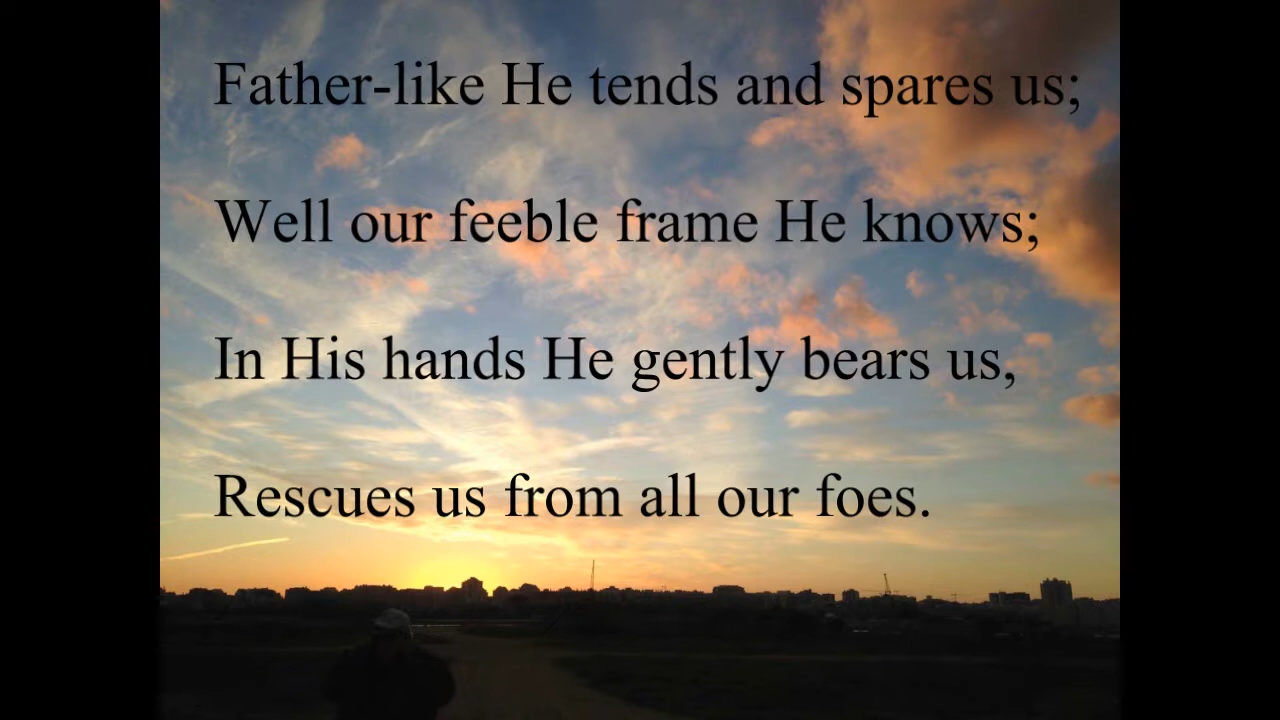 Father-like He tends and spares us;
Well our feeble frame He knows;
In His hands He gently bears us,
Rescues us from all our foes.